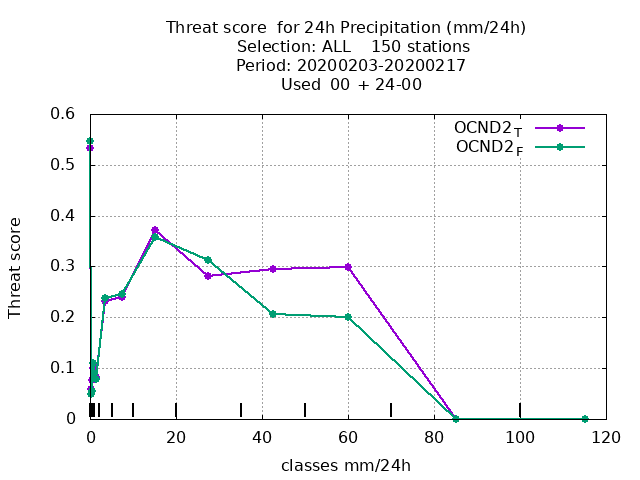 Threat score  for 24h Precipitation (mm/24h)
Selection: ALL    150 stations
Period: 20200203-20200217
Used  00 + 24-00
OCND2T
OCND2F
0.6
0.5
0.4
0.3
0.2
0.1
0
Threat score
0 20 40 60 80 100 120
classes mm/24h